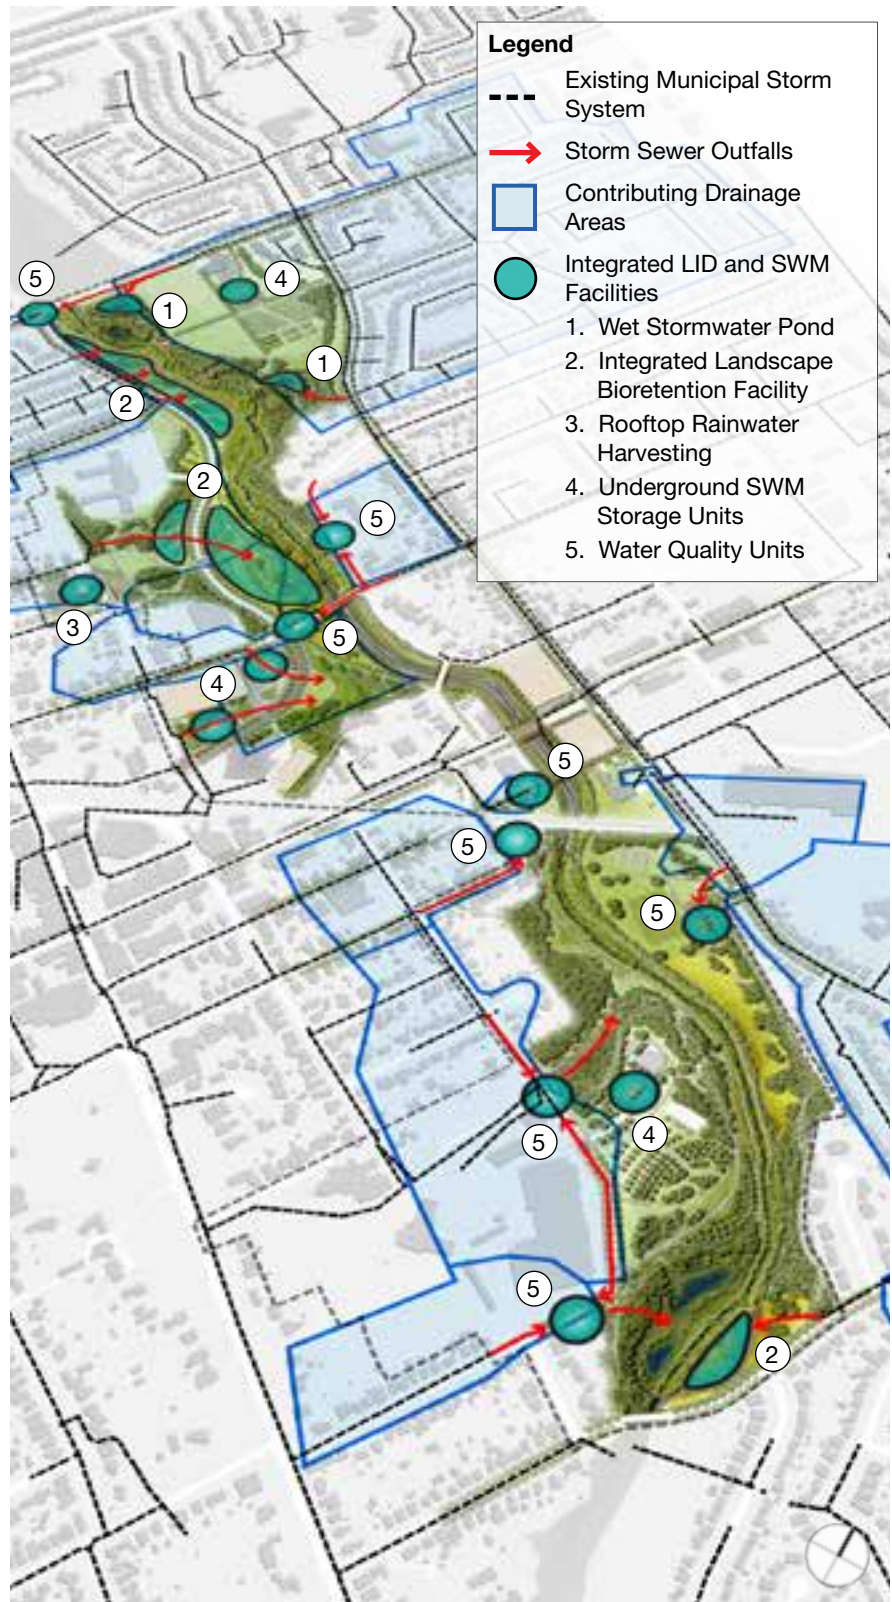 Legend
Existing Municipal Storm
System
Storm Sewer Outfalls
Contributing Drainage
Areas
Integrated LID and SWM
Facilities
1. Wet Stormwater Pond
2. Integrated Landscape
Bioretention Facility
3. Rooftop Rainwater
Harvesting
4. Underground SWM
Storage Units
5. Water Quality Units
5
4
1
1
2
2
5
3
5
4
5
5
5
4
5
5
2